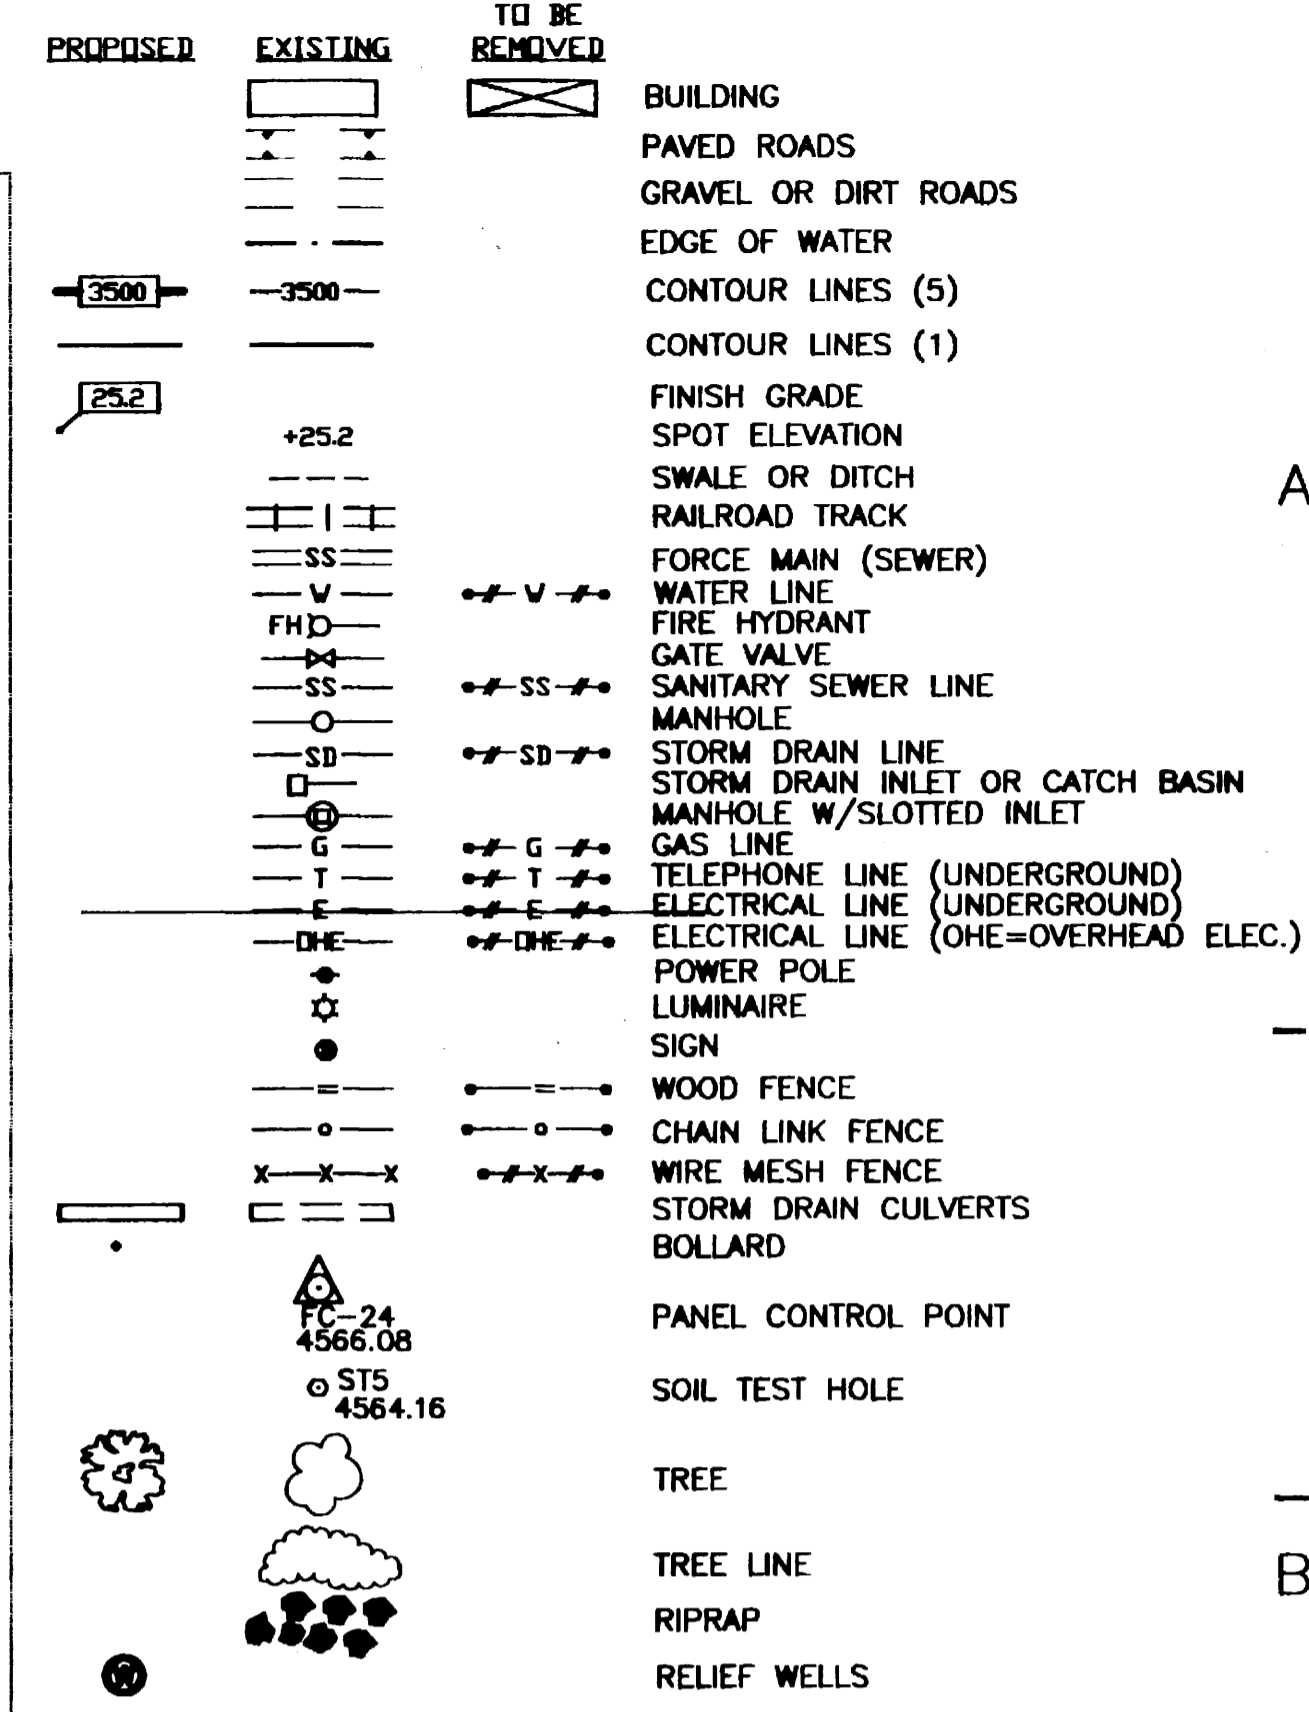 TO BE
PROPOSED EXISTING REMOVED
BUILDING
PAVED ROADS
GRAVEL OR DIRT ROADS
EDGE OF WATER
3500 3500 CONTOUR LINES (5)
CONTOUR LINES (1)
25.2 FINISH GRADE
+25.2 SPOT ELEVATION
SWALE OR DITCH
A
RAILROAD TRACK
SS FORCE MAIN (SEWER)
W W WATER LINE
FH FIRE HYDRANT
GATE VALVE
SS SS SANITARY SEWER LINE
MANHOLE
SD SD STORM DRAIN LINE
STORM DRAIN INLET OR CATCH BASIN
MANHOLE W/SLOTTED INLET
G G GAS LINE
T T TELEPHONE LINE (UNDERGROUND)
E E ELECTRICAL LINE (UNDERGROUND)
OHE OHE ELECTRICAL LINE (OHE=OVERHEAD ELEC.)
POWER POLE
LUMINAIRE
SIGN
WOOD FENCE
CHAIN LINK FENCE
X X X X WIRE MESH FENCE
STORM DRAIN CULVERTS
BOLLARD
FC-24 PANEL CONTROL POINT
4566.08
ST5 SOIL TEST HOLE
4564.16
TREE
TREE LINE
B
RIPRAP
W RELIEF WELLS